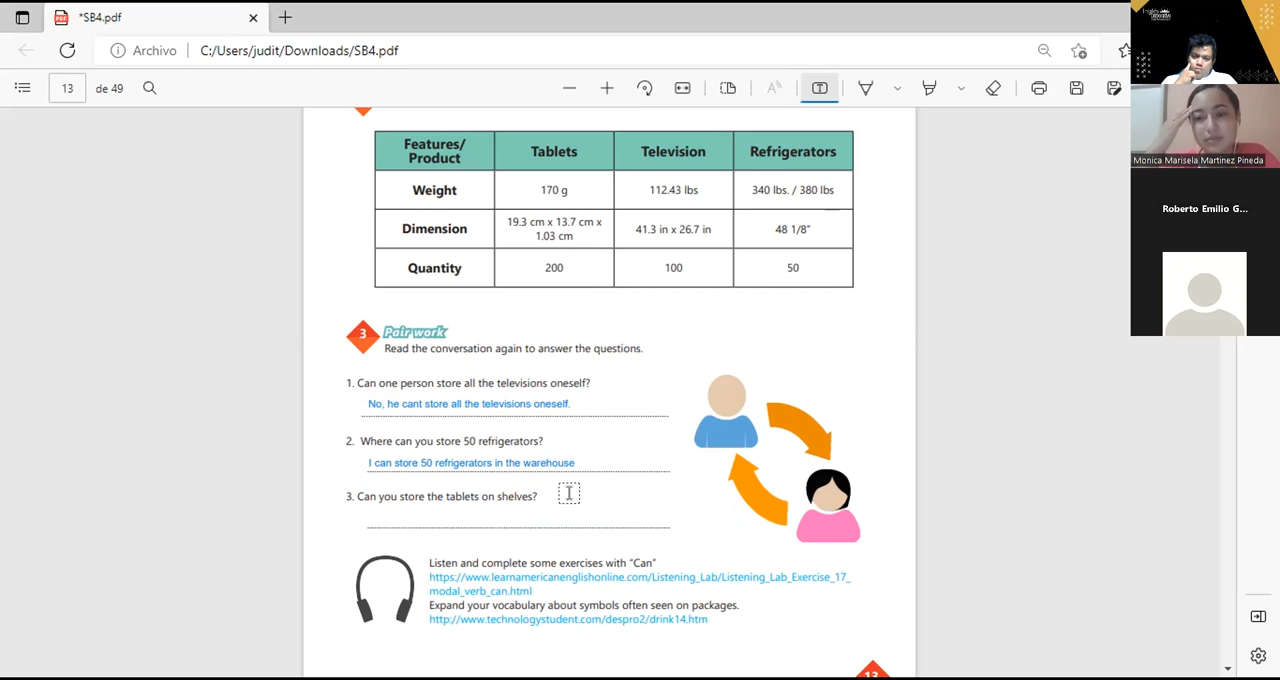 *SB4.pdf
Archivo
C:/Users/judit/Downloads/SB4.pdf
13
de 49
Features/ Product
Tablets
Television
Refrigerators
Weight
170 g
112.43 lbs
340 lbs. / 380 lbs
Dimension
19.3 cm x 13.7 cm x
1.03 cm
41.3 in x 26.7 in
48 1/8"
Quantity
200
100
50
3
Pair work
Read the conversation again to answer the questions.
1. Can one person store all the televisions oneself?
No, he cant store all the televisions oneself.
2. Where can you store 50 refrigerators?
I can store 50 refrigerators in the warehouse
3. Can you store the tablets on shelves?
Listen and complete some exercises with "Can"
https://www.learnamericanenglishonline.com/Listening_Lab/Listening_Lab_Exercise_17_
modal_verb_can.html
Expand your vocabulary about symbols often seen on packages.
http://www.technologystudent.com/despro2/drink14.htm
Monica Marisela Martinez Pineda
Roberto Emilio G...